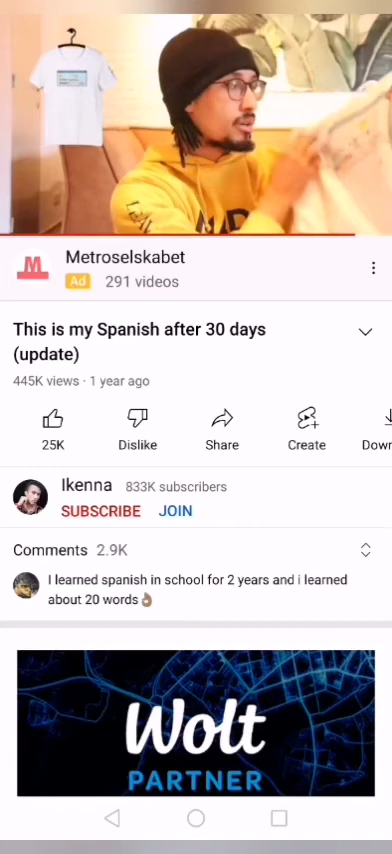 M
Metroselskabet
Ad 291 videos
This is my Spanish after 30 days
(update)
445K views · 1 year ago
25K Dislike Share Create Down
Ikenna 833K subscribers
SUBSCRIBE JOIN
Comments 2.9K
I learned spanish in school for 2 years and i learned
about 20 words👌🏽
Wolt
PARTNER